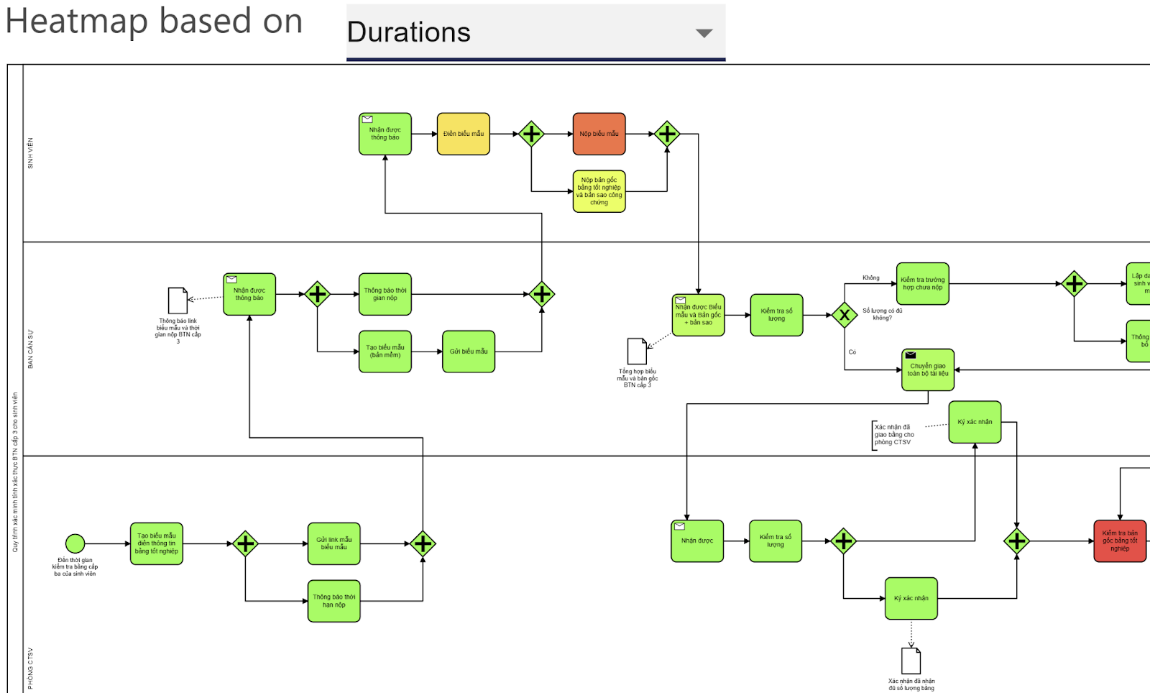 Heatmap based on
Durations
SINH VIÊN
Nhận được
thông báo
Điền biểu mẫu
Nộp biểu mẫu
Nộp bản gốc
bằng tốt nghiệp
và bản sao công
chứng
BAN CÁN SỰ
Nhận được
thông báo
Thông báo link
biểu mẫu và thời
gian nộp BTN cấp
3
Thông báo thời
gian nộp
Tạo biểu mẫu
(bản mềm)
Gửi biểu mẫu
Nhận được Biểu
mẫu và Bản gốc
+ bản sao
Tổng hợp biểu
mẫu và bản gốc
BTN cấp 3
Kiểm tra số
lượng
Không
Số lượng có đủ
không?
Có
Kiểm tra trường
hợp chưa nộp
Chuyển giao
toàn bộ tài liệu
Lập da
sinh v
m
Thông
bổ
Xác nhận đã
giao bằng cho
phòng CTSV
Ký xác nhận
Quy trình xác minh tính xác thực BTN cấp 3 cho sinh viên
PHÒNG CTSV
Đến thời gian
kiểm tra bằng cấp
ba của sinh viên
Tạo biểu mẫu
điền thông tin
bằng tốt nghiệp
Gửi link mẫu
biểu mẫu
Thông báo thời
hạn nộp
Nhận được
Kiểm tra số
lượng
Ký xác nhận
Xác nhận đã nhận
đủ số lượng bằng
Kiểm tra bản
gốc bằng tốt
nghiệp